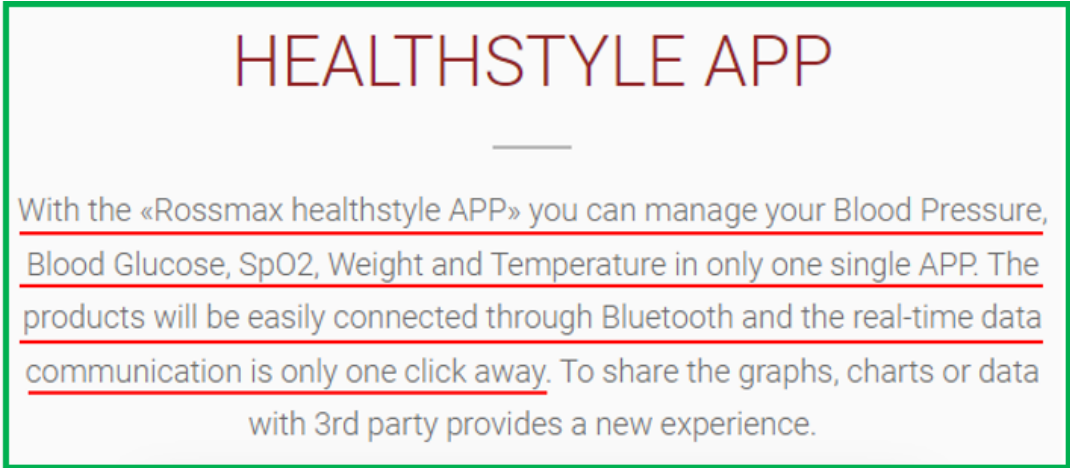 HEALTHSTYLE APP
With the «Rossmax healthstyle APP» you can manage your Blood Pressure,
Blood Glucose, SpO2, Weight and Temperature in only one single APP. The
products will be easily connected through Bluetooth and the real-time data
communication is only one click away. To share the graphs, charts or data
with 3rd party provides a new experience.